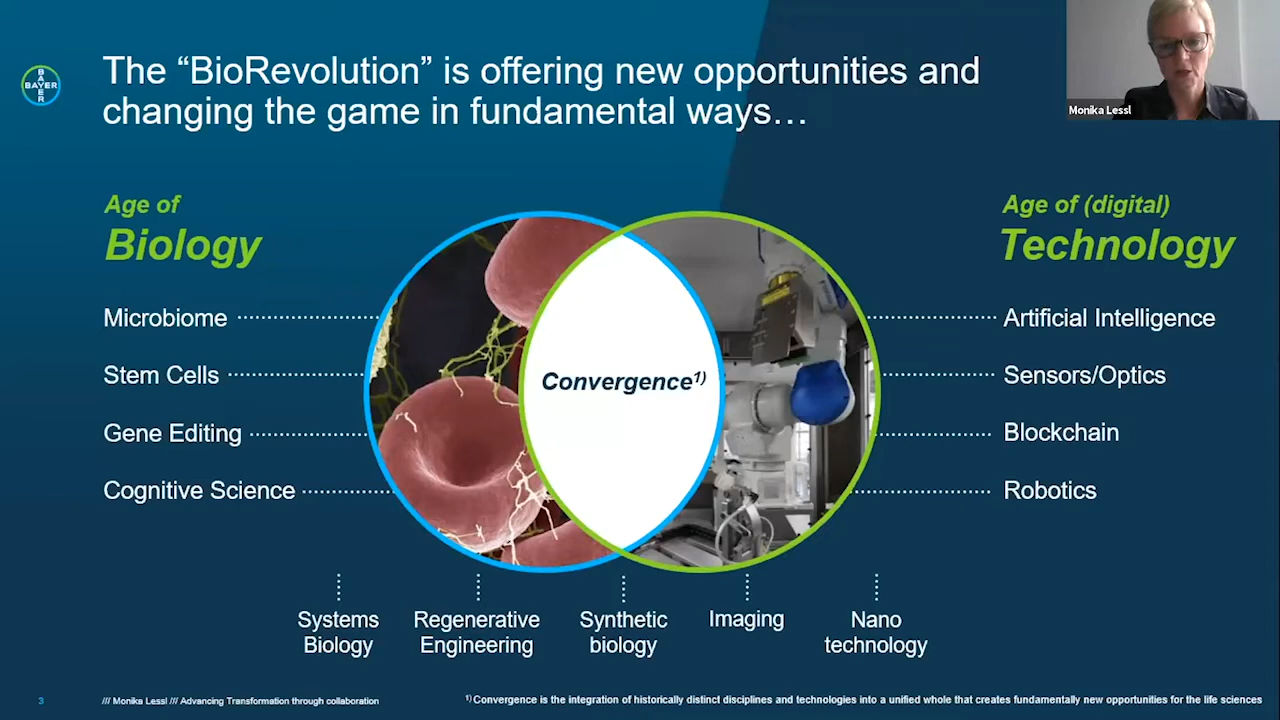 The “BioRevolution” is offering new opportunities and
changing the game in fundamental ways…
BAYER
BAYER
Monika Lessl
Age of
Biology
Age of (digital)
Technology
Microbiome
Stem Cells
Gene Editing
Cognitive Science
Convergence¹⁾
Artificial Intelligence
Sensors/Optics
Blockchain
Robotics
Systems
Biology
Regenerative
Engineering
Synthetic
biology
Imaging
Nano
technology
3
/// Monika Lessl /// Advancing Transformation through collaboration
¹⁾ Convergence is the integration of historically distinct disciplines and technologies into a unified whole that creates fundamentally new opportunities for the life sciences